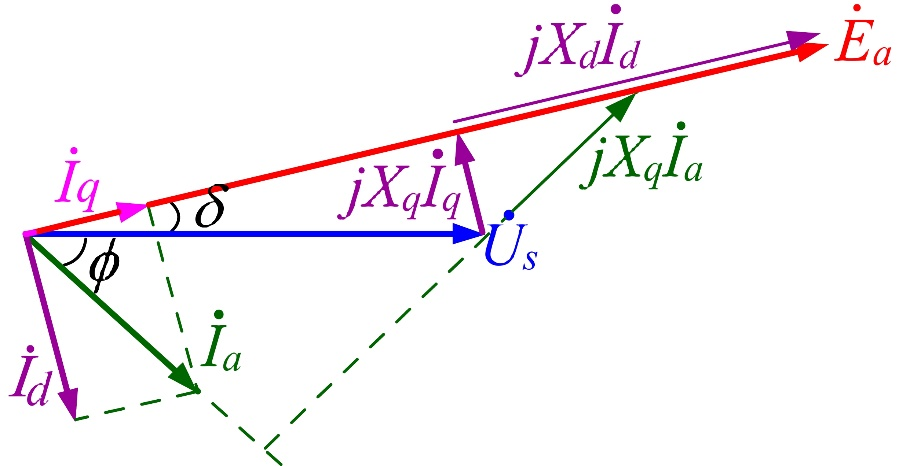 jX_dİ_d
Ė_a
jX_qİ_a
İ_q
δ
jX_qİ_q
U̇_s
ϕ
İ_a
İ_d